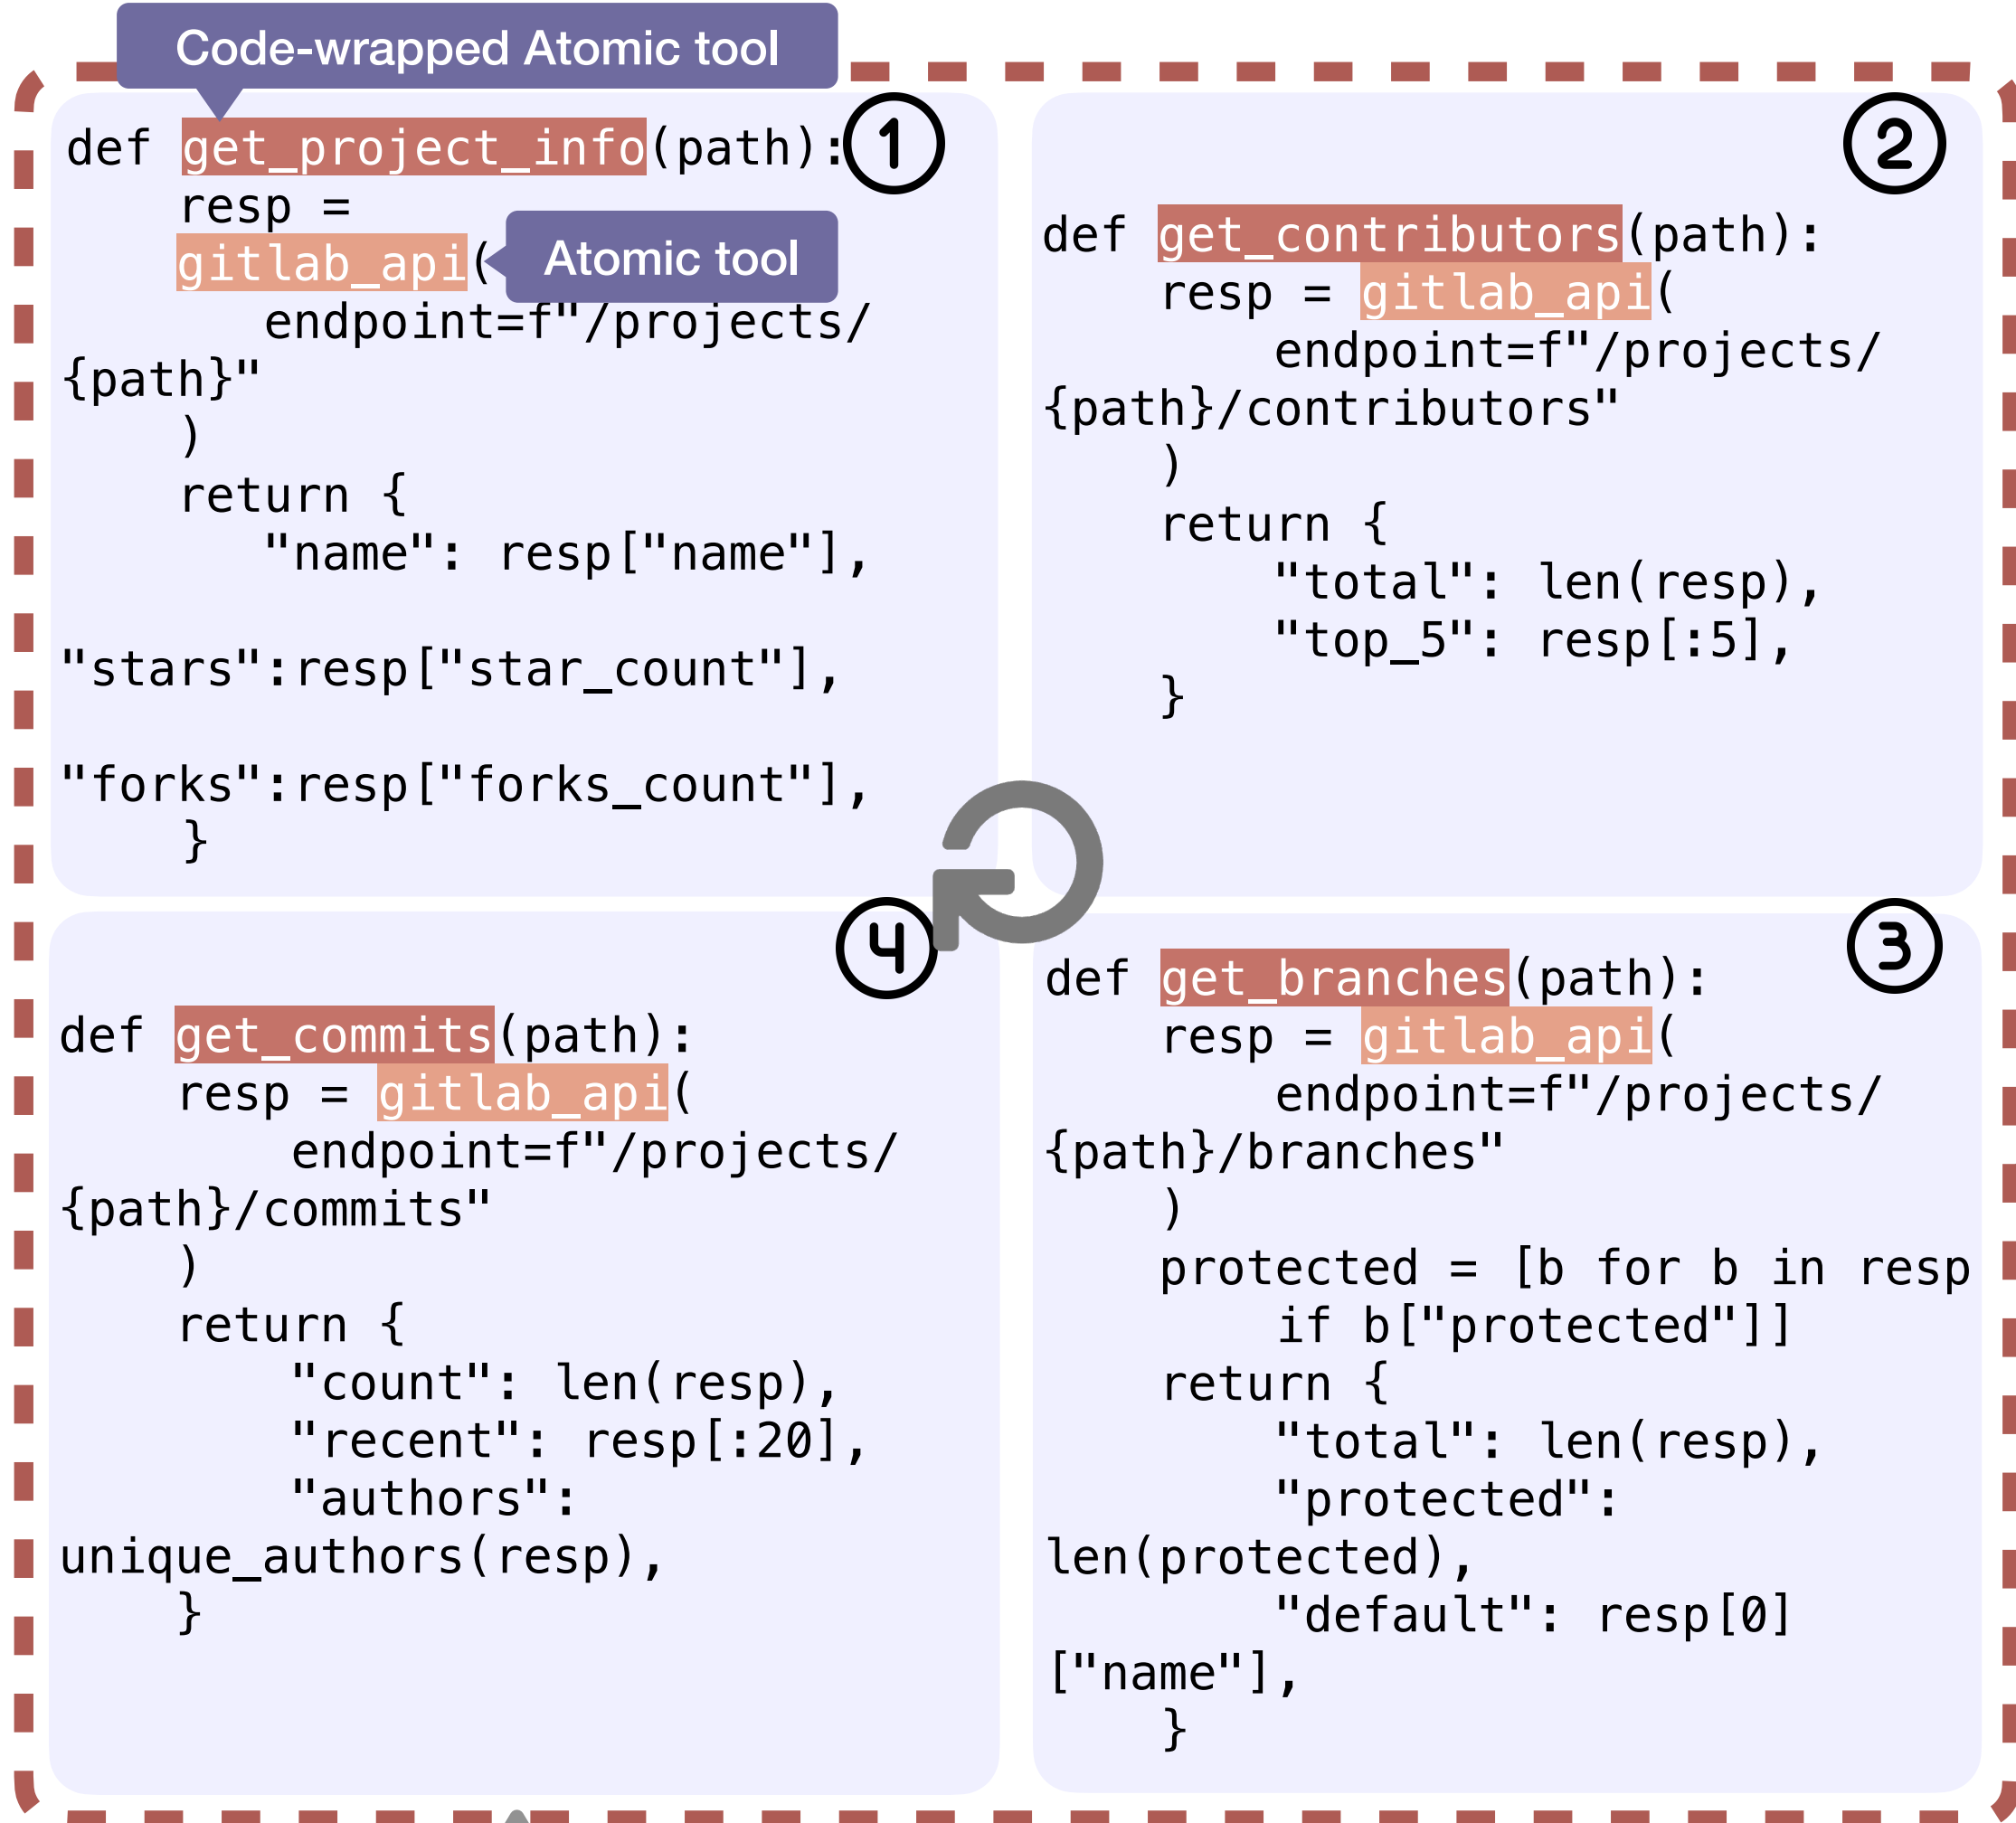 Code-wrapped Atomic tool
1
def get_project_info(path):
resp =
gitlab_api(
Atomic tool
endpoint=f"/projects/
{path}"
)
return {
"name": resp["name"],
"stars":resp["star_count"],
"forks":resp["forks_count"],
}
2
def get_contributors(path):
resp = gitlab_api(
endpoint=f"/projects/
{path}/contributors"
)
return {
"total": len(resp),
"top_5": resp[:5],
}
3
def get_branches(path):
resp = gitlab_api(
endpoint=f"/projects/
{path}/branches"
)
protected = [b for b in resp
if b["protected"]]
return {
"total": len(resp),
"protected":
len(protected),
"default": resp[0]
["name"],
}
4
def get_commits(path):
resp = gitlab_api(
endpoint=f"/projects/
{path}/commits"
)
return {
"count": len(resp),
"recent": resp[:20],
"authors":
unique_authors(resp),
}